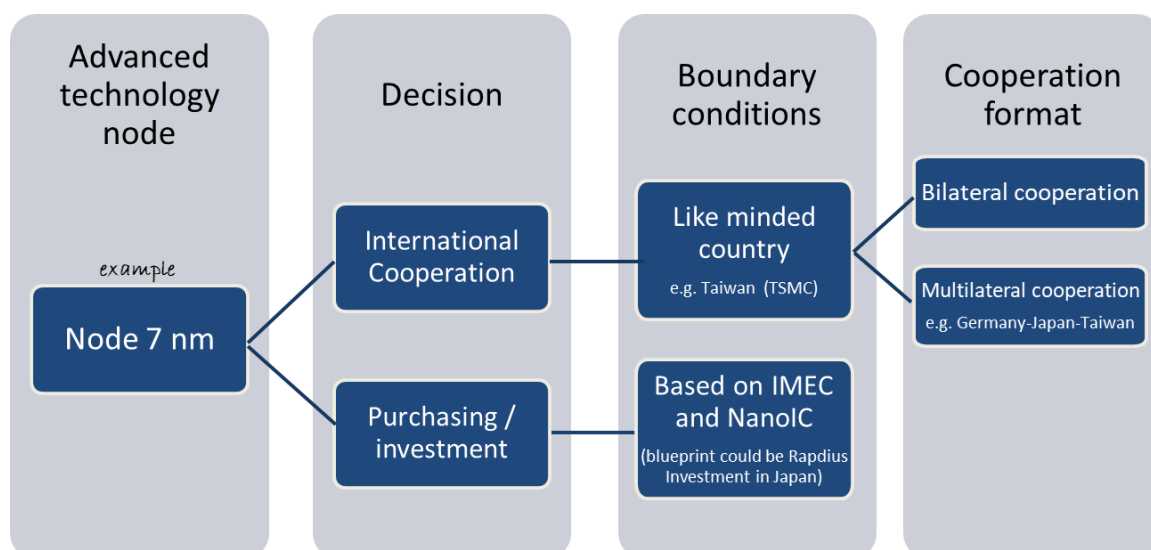 Advanced
technology
node
Decision
Boundary
conditions
Cooperation
format
example
Node 7 nm
International
Cooperation
Purchasing /
investment
Like minded
country
e.g. Taiwan (TSMC)
Based on IMEC
and NanoIC
(blueprint could be Rapdius
Investment in Japan)
Bilateral cooperation
Multilateral cooperation
e.g. Germany-Japan-Taiwan